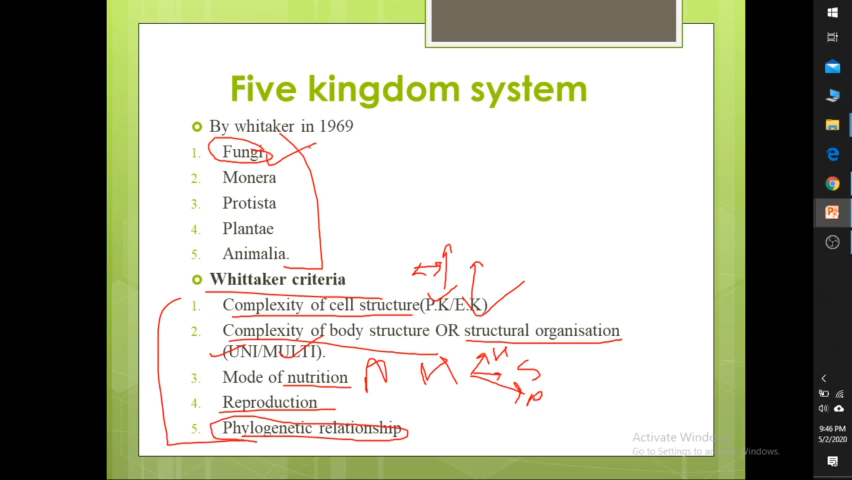 Five kingdom system
By whitaker in 1969
1. Fungi
2. Monera
3. Protista
4. Plantae
5. Animalia.
Whittaker criteria
1. Complexity of cell structure(P.K/E.K)
2. Complexity of body structure OR structural organisation
(UNI/MULTI).
3. Mode of nutrition A H H S P
4. Reproduction
5. Phylogenetic relationship
Activate Windows
Go to Settings to activate Windows.
9:46 PM
5/2/2020